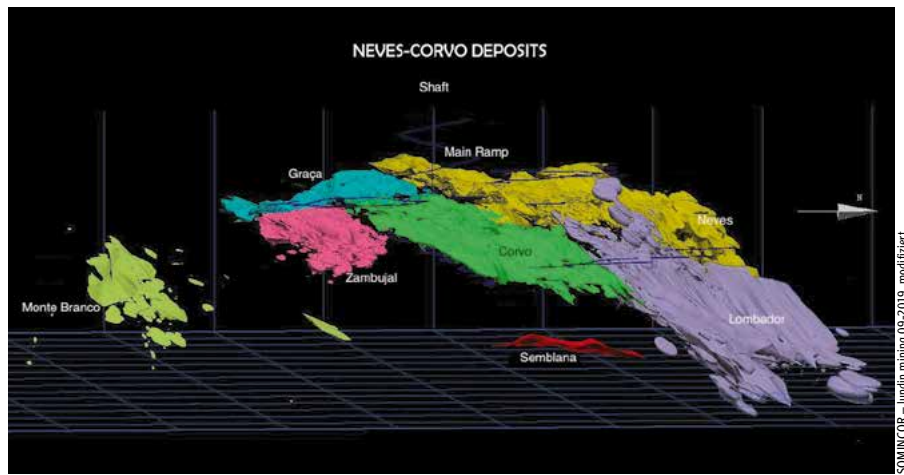 NEVES-CORVO DEPOSITS
Shaft
Main Ramp
Graça
Neves
Corvo
Zambujal
Monte Branco
Lombador
Semblana
SOMINCOR – lundin mining 09-2019, modifiziert